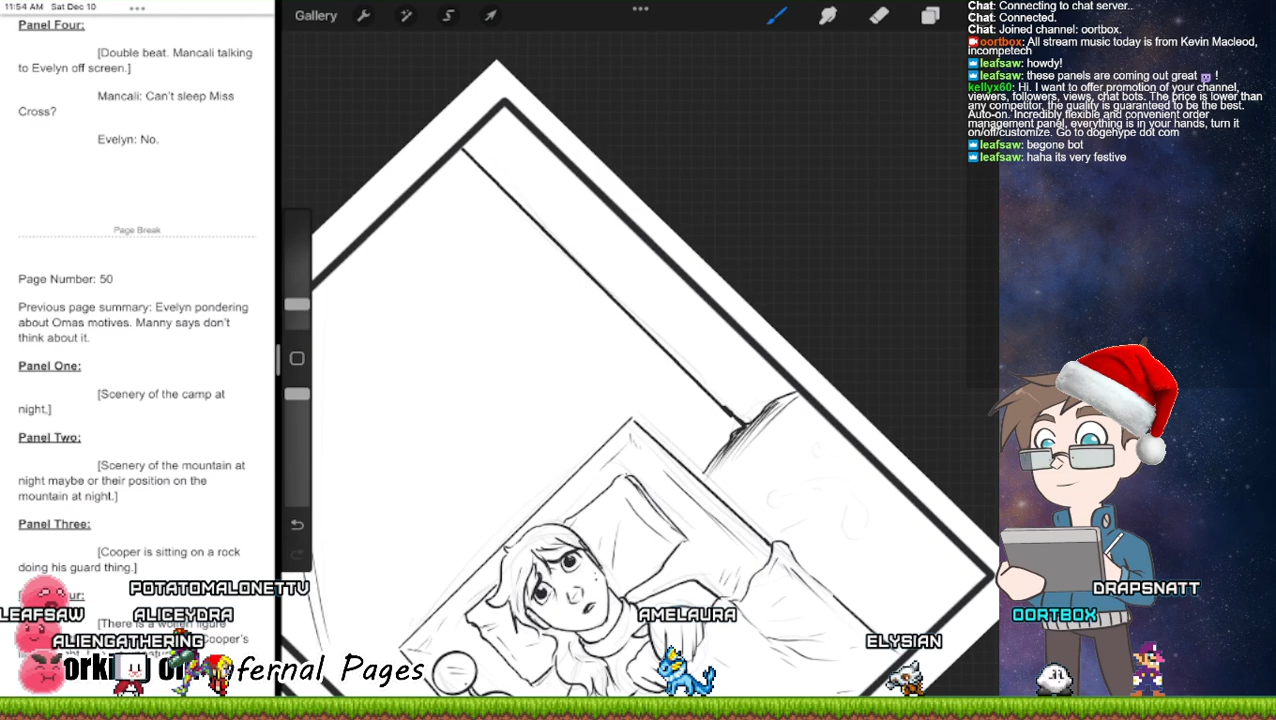 11:54 AM Sat Dec 10
Panel Four:
[Double beat. Mancali talking
to Evelyn off screen.]
Mancali: Can't sleep Miss
Cross?
Evelyn: No.
Page Break
Page Number: 50
Previous page summary: Evelyn pondering
about Omas motives. Manny says don't
think about it.
Panel One:
[Scenery of the camp at
night,]
Panel Two:
[Scenery of the mountain at
night maybe or their position on the
mountain at night.]
Panel Three:
[Cooper is sitting on a rock
doing his guard thing.]
Gallery
Chat: Connecting to chat server..
Chat: Connected.
Chat: Joined channel: oortbox.
oortbox: All stream music today is from Kevin Macleod,
incompetech
leafsaw: howdy!
leafsaw: these panels are coming out great !
kellyx60: Hi. I want to offer promotion of your channel,
viewers, followers, views, chat bots. The price is lower than
any competitor, the quality is guaranteed to be the best.
Auto-on. Incredibly flexible and convenient order
management panel, everything is in your hands, turn it
on/off/customize. Go to dogehype dot com
leafsaw: begone bot
leafsaw: haha its very festive
POTATOMALONETTV
LEAFSAW
ALICEYDRA
ALIENGATHERING
AMELAURA
ELYSIAN
OORTBOX
DRAPSNATT
[There is a
Cooper's
orking on nfernal Pages